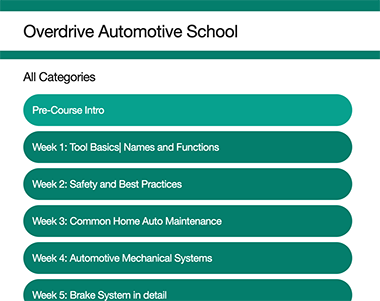 Overdrive Automotive School
All Categories
Pre-Course Intro
Week 1: Tool Basics| Names and Functions
Week 2: Safety and Best Practices
Week 3: Common Home Auto Maintenance
Week 4: Automotive Mechanical Systems
Week 5: Brake System in detail